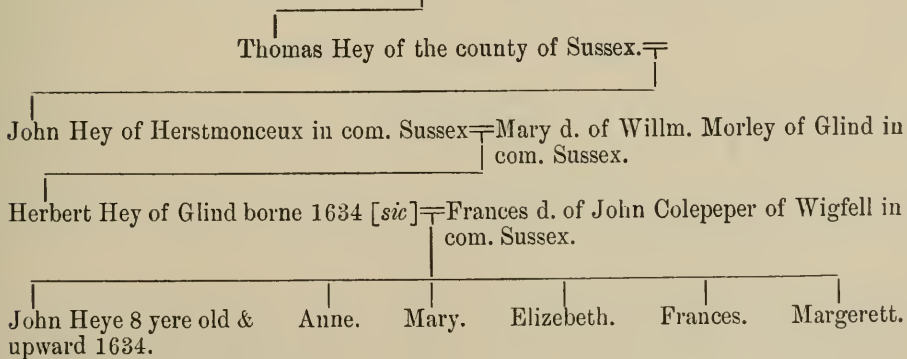 Thomas Hey of the county of Sussex.
John Hey of Herstmonceux in com. Sussex=Mary d. of Willm. Morley of Glind in
com. Sussex.
Herbert Hey of Glind borne 1634 [sic]=Frances d. of John Colepeper of Wigfell in
com. Sussex.
John Heye 8 yere old & Anne. Mary. Elizebeth. Frances. Margerett.
upward 1634.